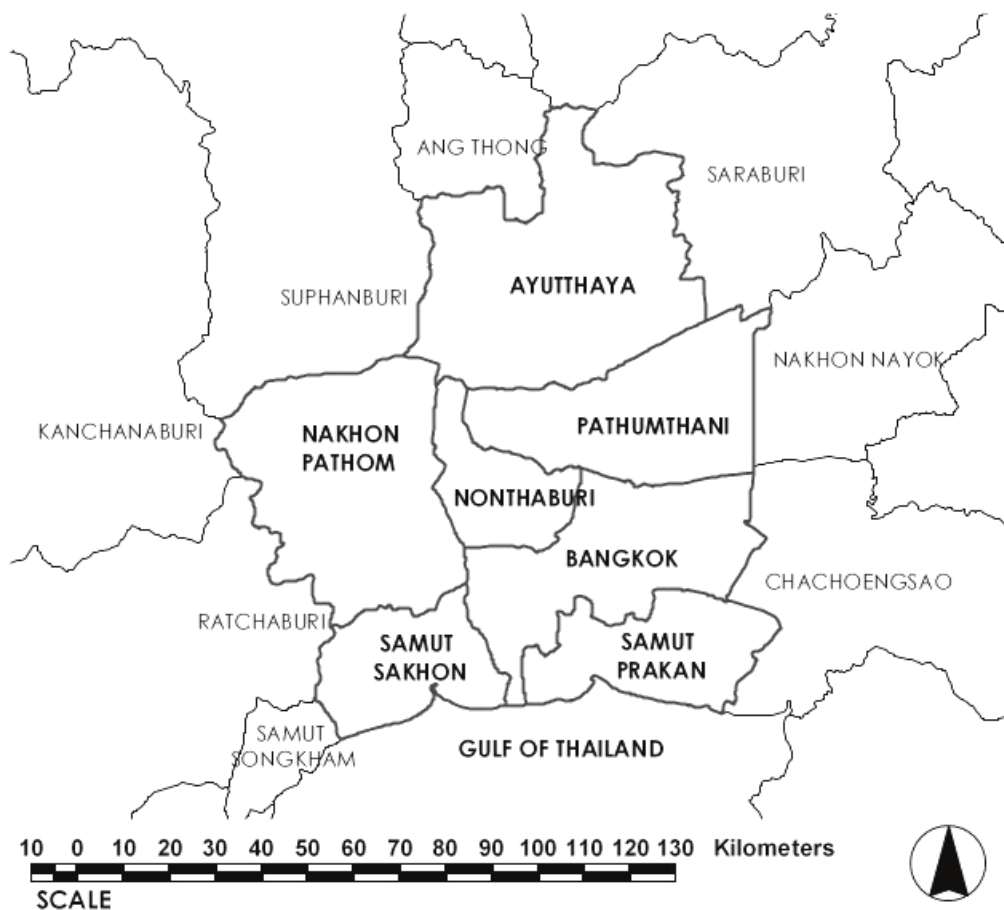 ANG THONG
SARABURI
AYUTTHAYA
SUPHANBURI
NAKHON NAYOK
KANCHANABURI
NAKHON
PATHOM
PATHUMTHANI
NONTHABURI
BANGKOK
CHACHOENGSAO
RATCHABURI
SAMUT
SAKHON
SAMUT
PRAKAN
SAMUT
SONGKHAM
GULF OF THAILAND
10 0 10 20 30 40 50 60 70 80 90 100 110 120 130 Kilometers
SCALE